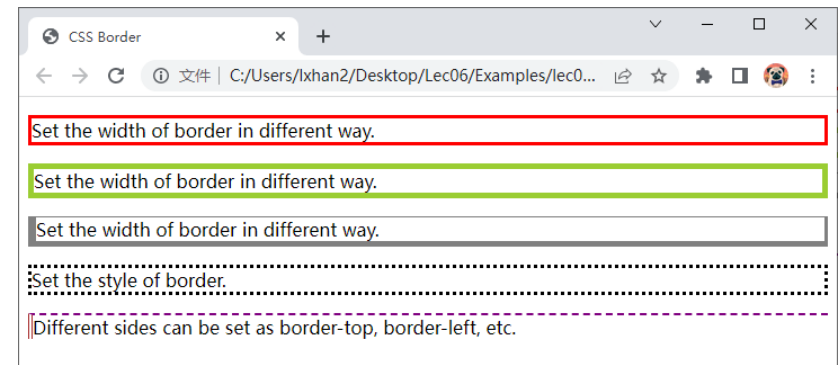 CSS Border
文件 C:/Users/lxhan2/Desktop/Lec06/Examples/lec0...
Set the width of border in different way.
Set the width of border in different way.
Set the width of border in different way.
Set the style of border.
Different sides can be set as border-top, border-left, etc.